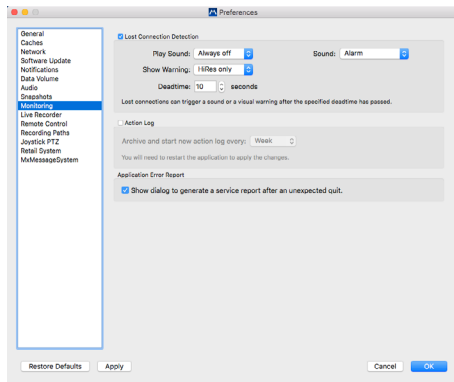 Preferences
General
Caches
Network
Software Update
Notifications
Data Volume
Audio
Snapshots
Monitoring
Live Recorder
Remote Control
Recording Paths
Joystick PTZ
Retail System
MxMessageSystem
Lost Connection Detection
Play Sound: Always off Sound: Alarm
Show Warning: HiRes only
Deadtime: 10 seconds
Lost connections can trigger a sound or a visual warning after the specified deadtime has passed.
Action Log
Archive and start new action log every: Week
You will need to restart the application to apply the changes.
Application Error Report
Show dialog to generate a service report after an unexpected quit.
Restore Defaults Apply Cancel OK